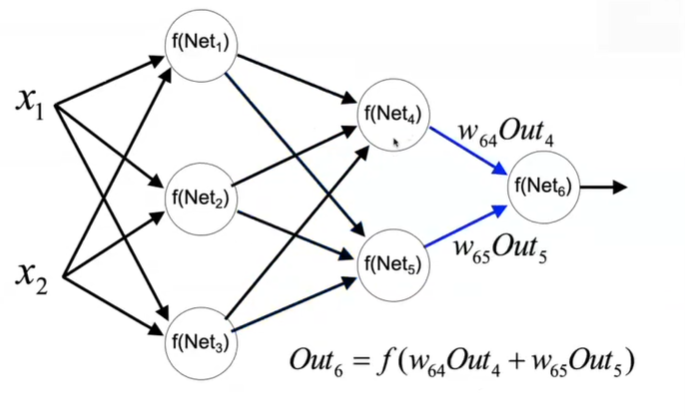 x₁
x₂
f(Net₁)
f(Net₂)
f(Net₃)
f(Net₄)
f(Net₅)
w₆₄Out₄
w₆₅Out₅
f(Net₆)
Out₆ = f(w₆₄Out₄ + w₆₅Out₅)